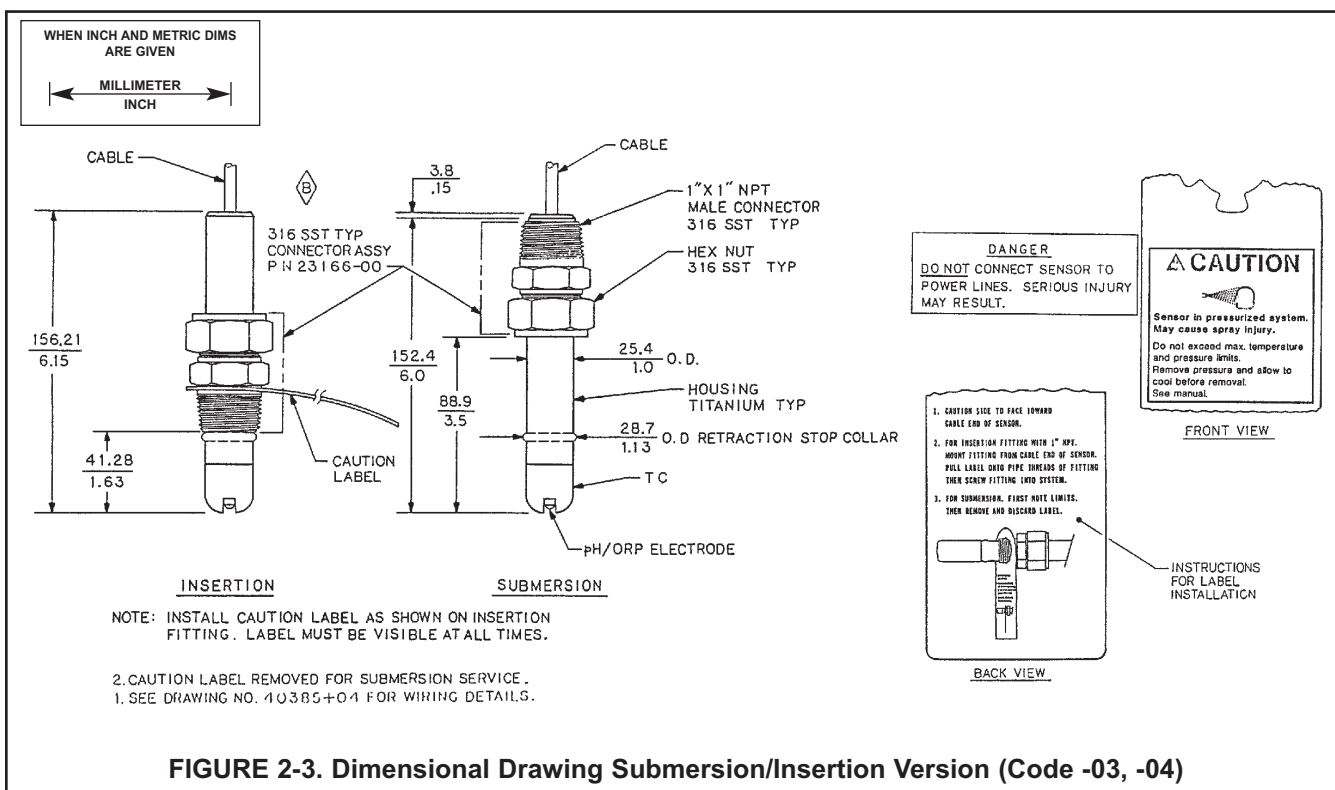 WHEN INCH AND METRIC DIMS
ARE GIVEN
MILLIMETER
INCH
CABLE
B
316 SST TYP
CONNECTOR ASSY
P N 23166-00
156.21
6.15
41.28
1.63
CAUTION
LABEL
INSERTION
3.8
.15
CABLE
1"X 1" NPT
MALE CONNECTOR
316 SST TYP
HEX NUT
316 SST TYP
152.4
6.0
88.9
3.5
25.4
1.0
O.D.
HOUSING
TITANIUM TYP
28.7
1.13
O.D RETRACTION STOP COLLAR
TC
pH/ORP ELECTRODE
SUBMERSION
NOTE: INSTALL CAUTION LABEL AS SHOWN ON INSERTION
FITTING. LABEL MUST BE VISIBLE AT ALL TIMES.
2. CAUTION LABEL REMOVED FOR SUBMERSION SERVICE.
1. SEE DRAWING NO. 40385+04 FOR WIRING DETAILS.
DANGER
DO NOT CONNECT SENSOR TO
POWER LINES. SERIOUS INJURY
MAY RESULT.
CAUTION
Sensor in pressurized system.
May cause spray injury.
Do not exceed max. temperature
and pressure limits.
Remove pressure and allow to
cool before removal.
See manual.
FRONT VIEW
1. CAUTION SIDE TO FACE TOWARD
CABLE END OF SENSOR.
2. FOR INSERTION FITTING WITH 1" NPT.
MOUNT FITTING FROM CABLE END OF SENSOR.
PULL LABEL ONTO PIPE THREADS OF FITTING
THEN SCREW FITTING INTO SYSTEM.
3. FOR SUBMERSION, FIRST NOTE LIMITS,
THEN REMOVE AND DISCARD LABEL.
INSTRUCTIONS
FOR LABEL
INSTALLATION
BACK VIEW
FIGURE 2-3. Dimensional Drawing Submersion/Insertion Version (Code -03, -04)